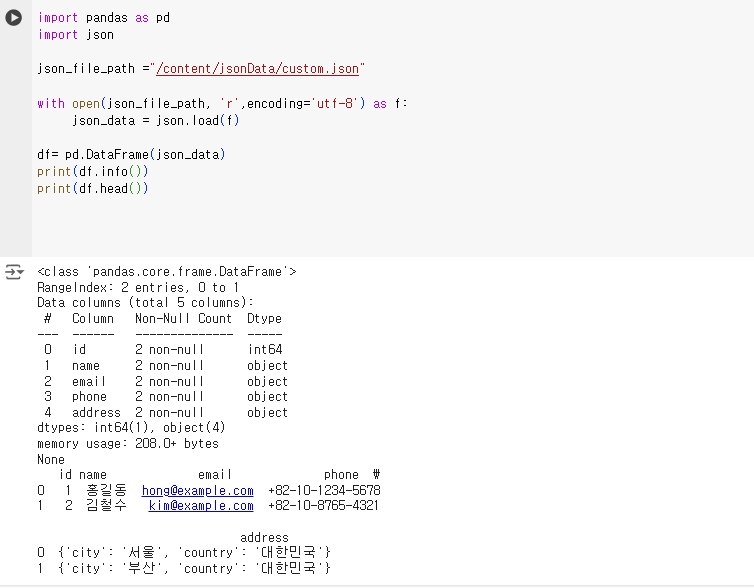 import pandas as pd
import json
json_file_path ="/content/jsonData/custom.json"
with open(json_file_path, 'r',encoding='utf-8') as f:
json_data = json.load(f)
df= pd.DataFrame(json_data)
print(df.info())
print(df.head())
<class 'pandas.core.frame.DataFrame'>
RangeIndex: 2 entries, 0 to 1
Data columns (total 5 columns):
# Column Non-Null Count Dtype
--- ------ -------------- -----
0 id 2 non-null int64
1 name 2 non-null object
2 email 2 non-null object
3 phone 2 non-null object
4 address 2 non-null object
dtypes: int64(1), object(4)
memory usage: 208.0+ bytes
None
id name email phone ₩
0 1 홍길동 hong@example.com +82-10-1234-5678
1 2 김철수 kim@example.com +82-10-8765-4321
address
0 {'city': '서울', 'country': '대한민국'}
1 {'city': '부산', 'country': '대한민국'}